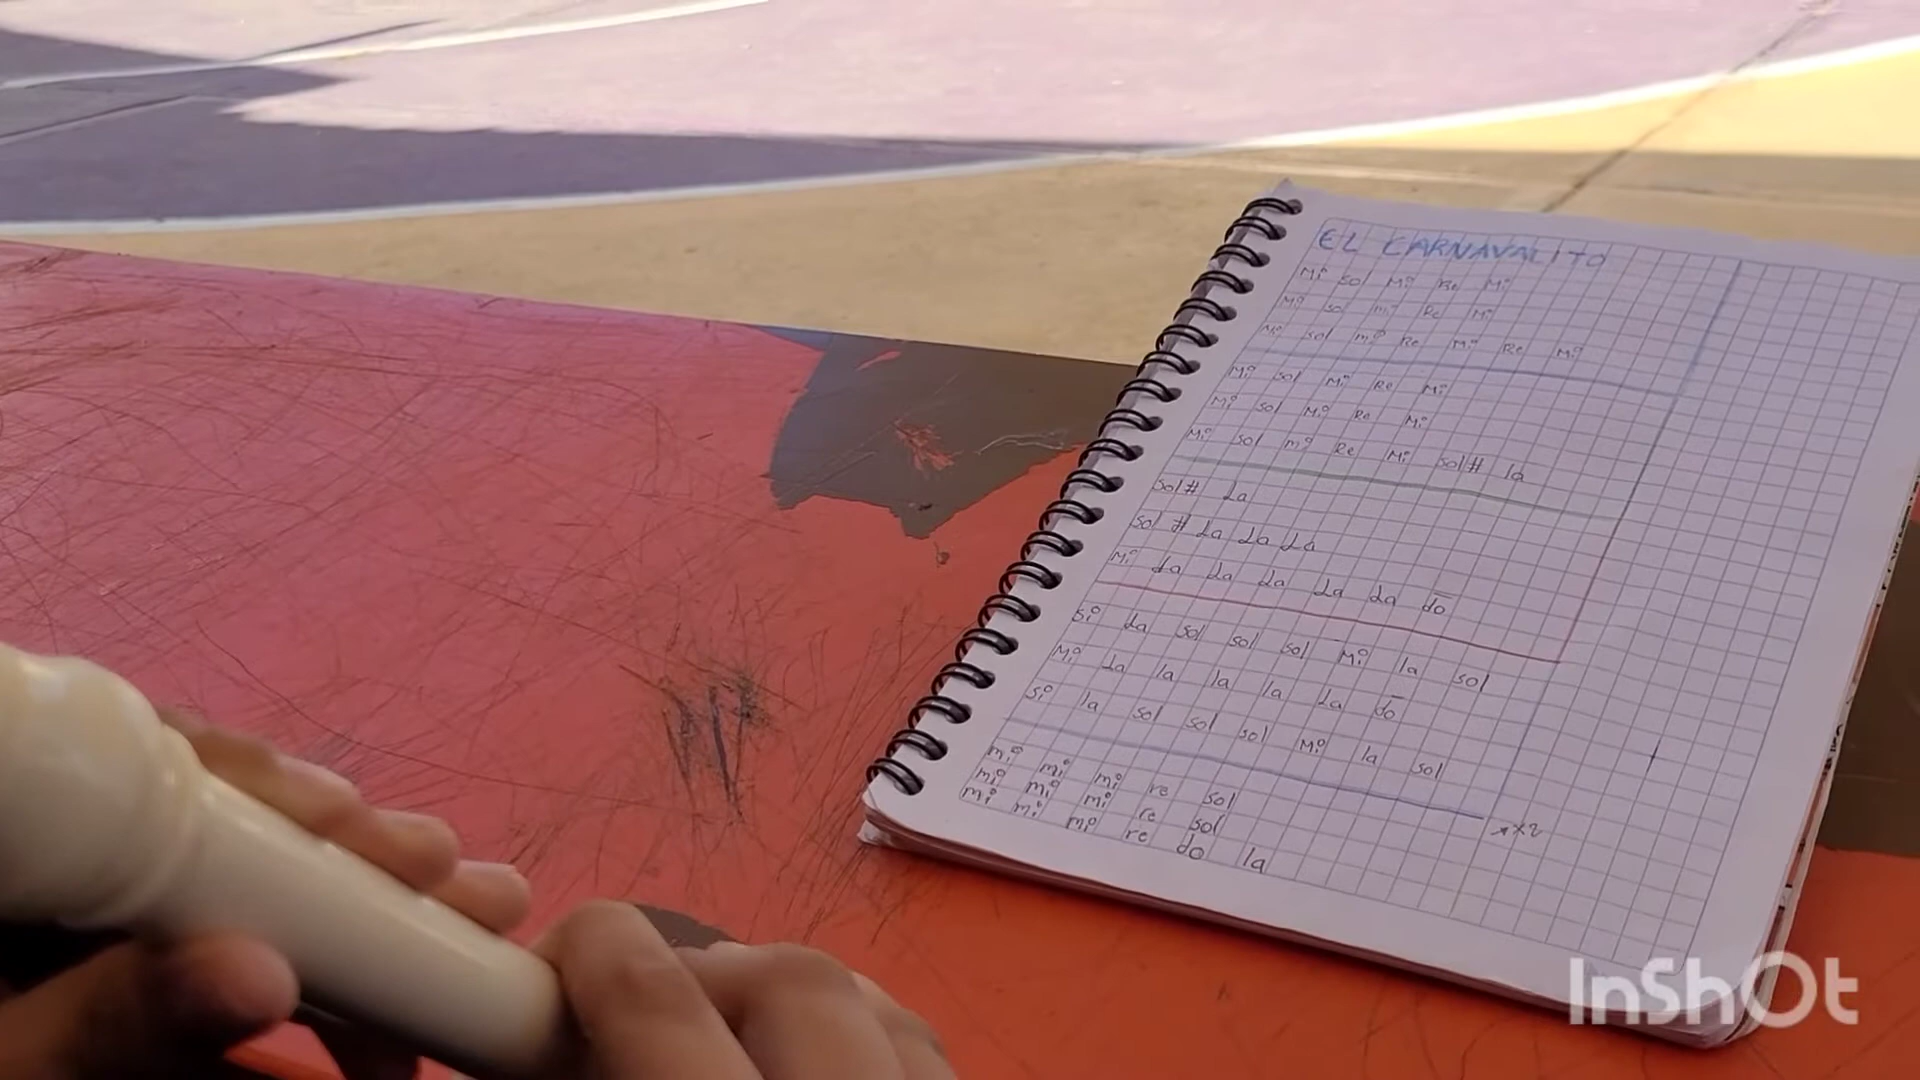 EL CARNAVALITO
Mi sol Mi Re Mi
Mi sol mi Re Mi
Mi sol mi Re Mi Re Mi
Mi sol Mi Re Mi
Mi sol Mi Re Mi
Mi sol mi Re Mi sol# la
sol# La
sol # La La La
Mi La La La La La do
Si La sol sol sol Mi la sol
Mi La la la la La do
Si la sol sol sol Mi la sol
mi mi mi re sol
mi mi mi re sol
mi mi mi re do la
x2
InShOt